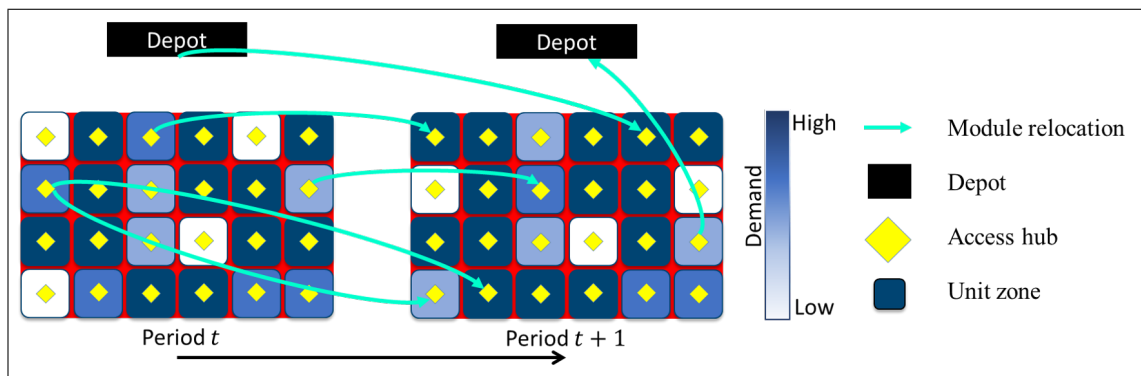 Depot
Depot
High
Demand
Low
Module relocation
Depot
Access hub
Unit zone
Period t
Period t + 1